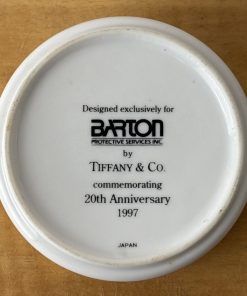 Designed exclusively for
BARTON
PROTECTIVE SERVICES INC.
by
TIFFANY & CO.
commemorating
20th Anniversary
1997
JAPAN